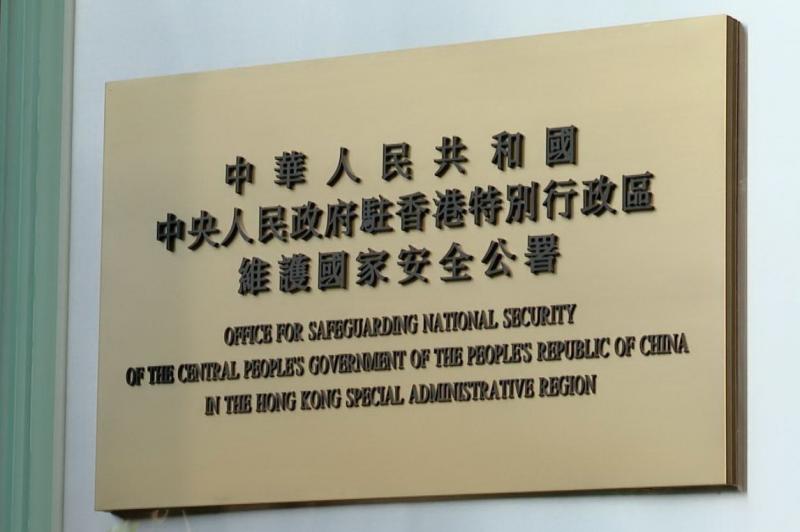 中華人民共和國
中央人民政府駐香港特別行政區
維護國家安全公署
OFFICE FOR SAFEGUARDING NATIONAL SECURITY
OF THE CENTRAL PEOPLE'S GOVERNMENT OF THE PEOPLE'S REPUBLIC OF CHINA
IN THE HONG KONG SPECIAL ADMINISTRATIVE REGION